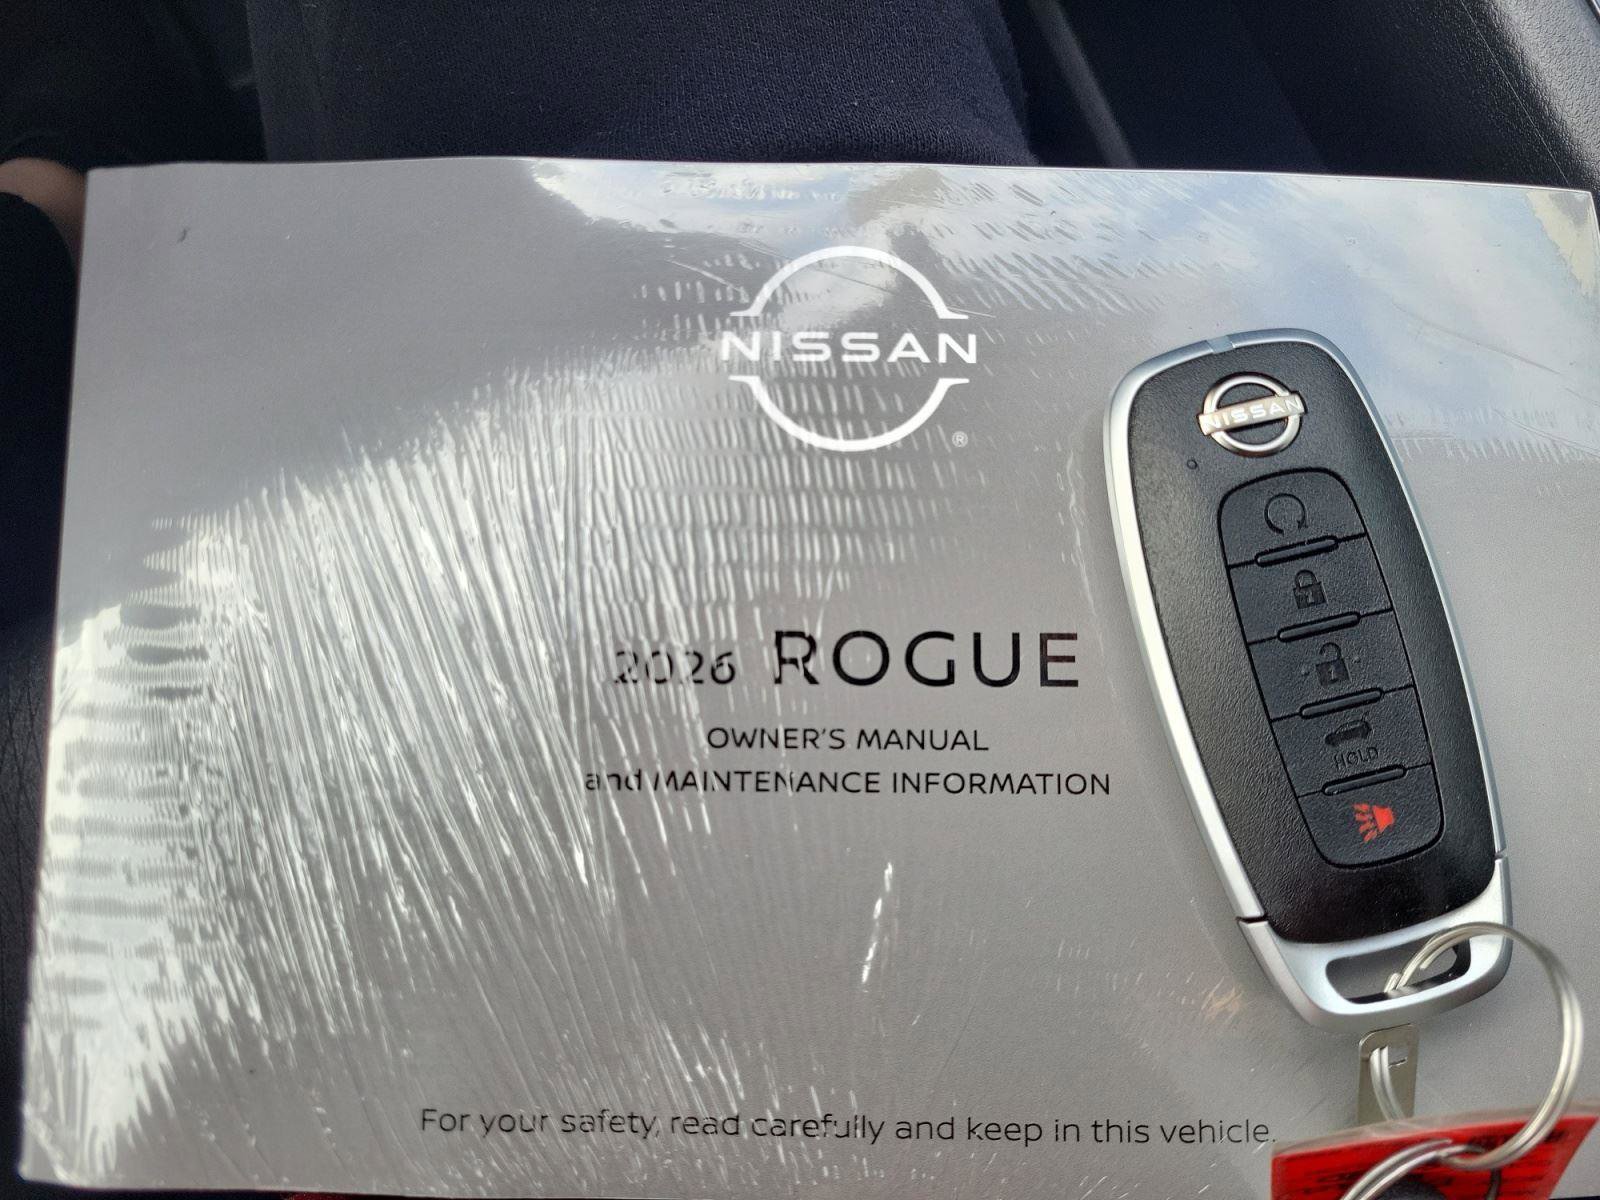 NISSAN
®
NISSAN
2026 ROGUE
OWNER'S MANUAL
and MAINTENANCE INFORMATION
HOLD
For your safety, read carefully and keep in this vehicle.